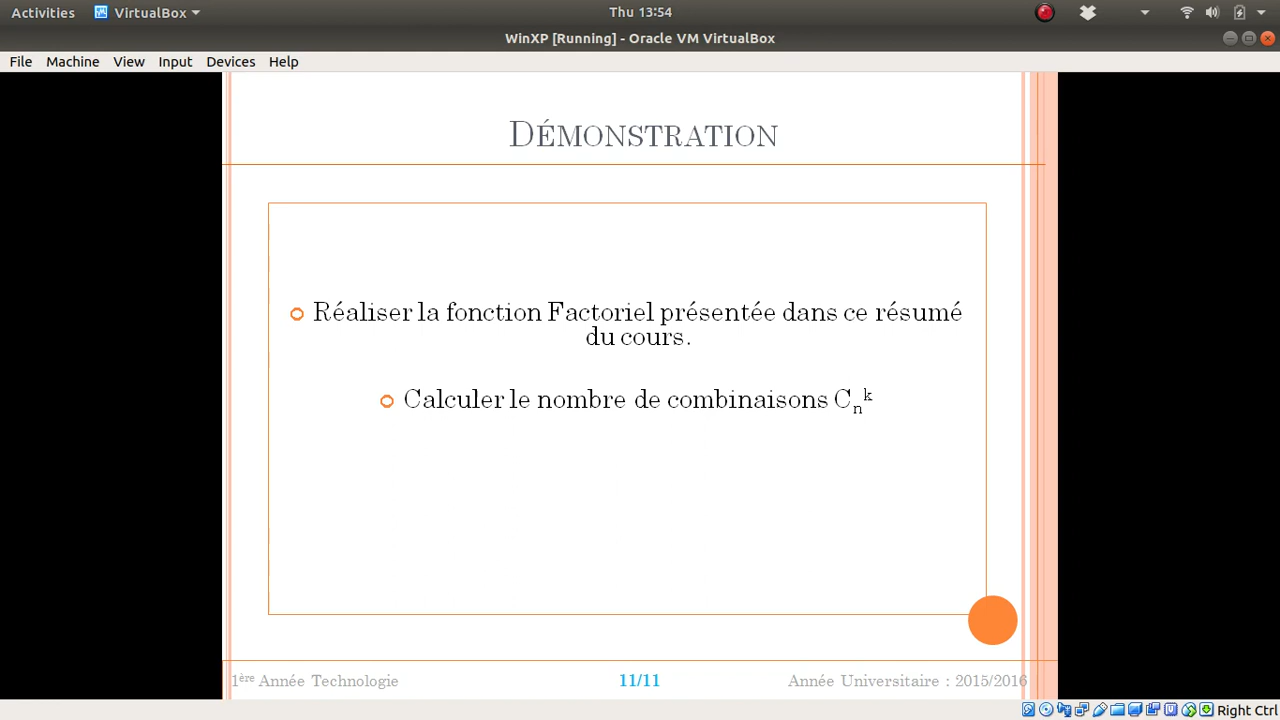 Activities VirtualBox Thu 13:54
WinXP [Running] - Oracle VM VirtualBox
File Machine View Input Devices Help
DÉMONSTRATION
Réaliser la fonction Factoriel présentée dans ce résumé
du cours.
Calculer le nombre de combinaisons Cₙᵏ
1ère Année Technologie 11/11 Année Universitaire : 2015/2016
Right Ctrl